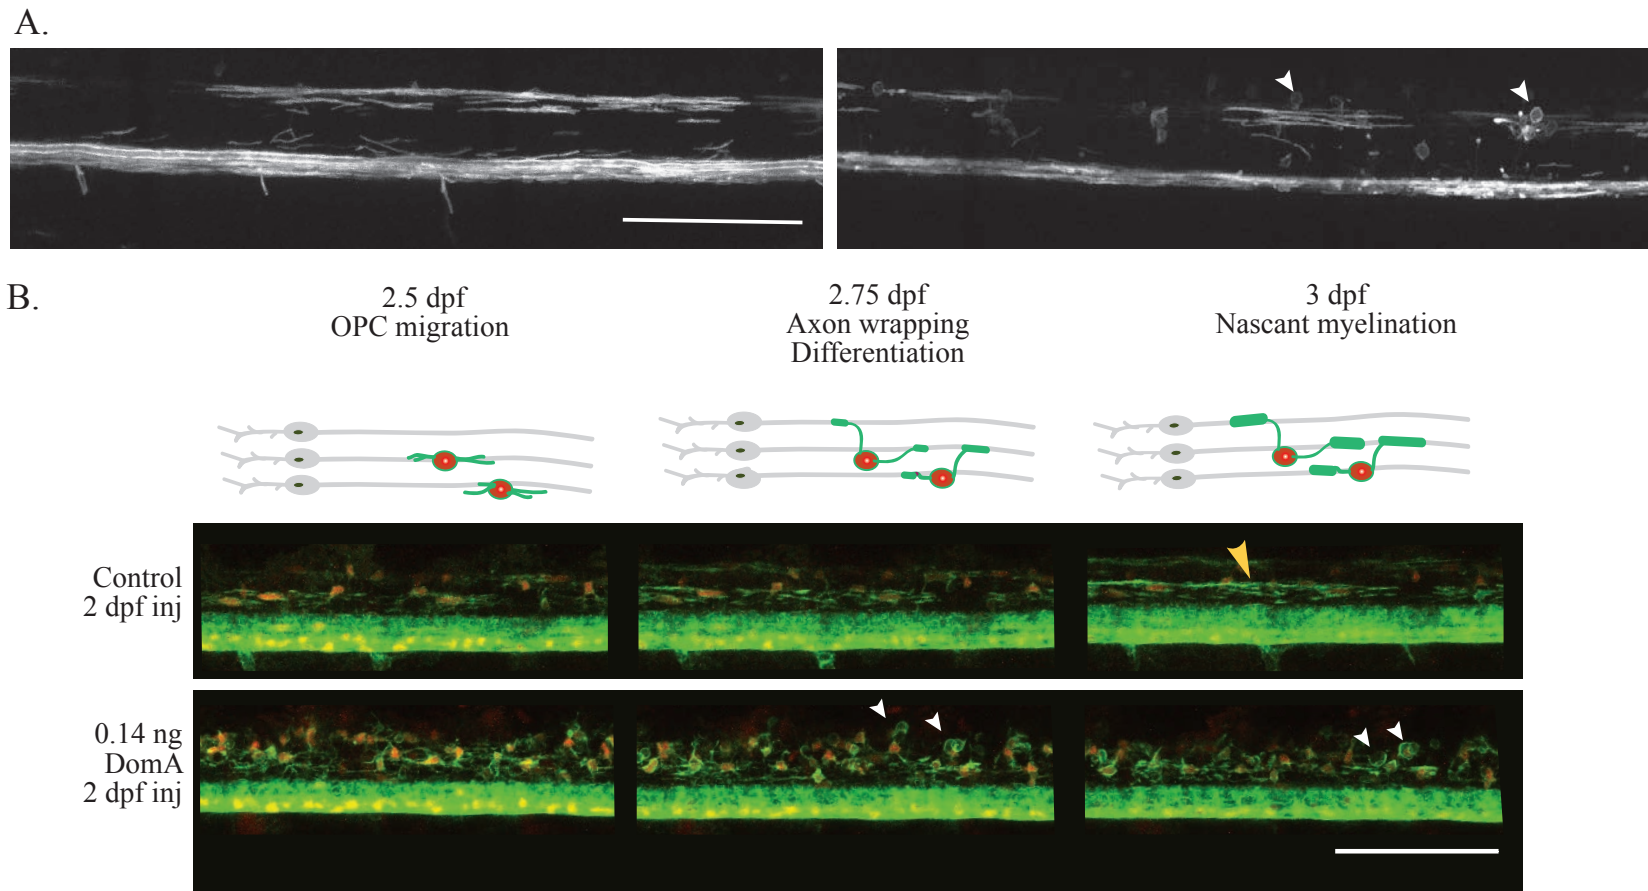 A.
B.
2.5 dpf
OPC migration
2.75 dpf
Axon wrapping
Differentiation
3 dpf
Nascant myelination
Control
2 dpf inj
0.14 ng
DomA
2 dpf inj